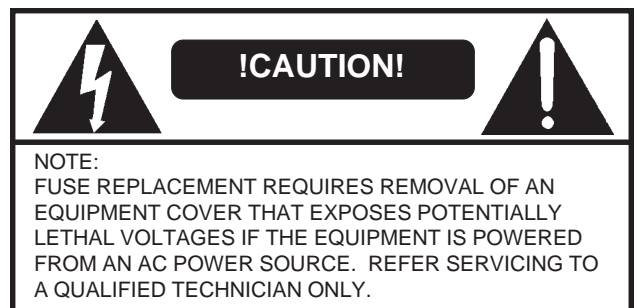 !CAUTION!
NOTE:
FUSE REPLACEMENT REQUIRES REMOVAL OF AN
EQUIPMENT COVER THAT EXPOSES POTENTIALLY
LETHAL VOLTAGES IF THE EQUIPMENT IS POWERED
FROM AN AC POWER SOURCE.  REFER SERVICING TO
A QUALIFIED TECHNICIAN ONLY.